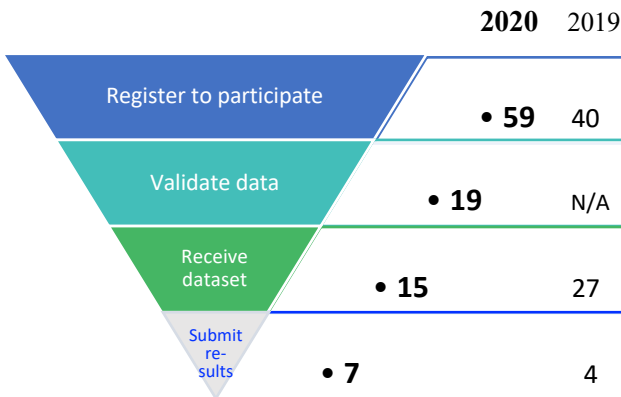 2020 2019
Register to participate
• 59 40
Validate data
• 19 N/A
Receive
dataset
• 15 27
Submit
re-
sults
• 7 4